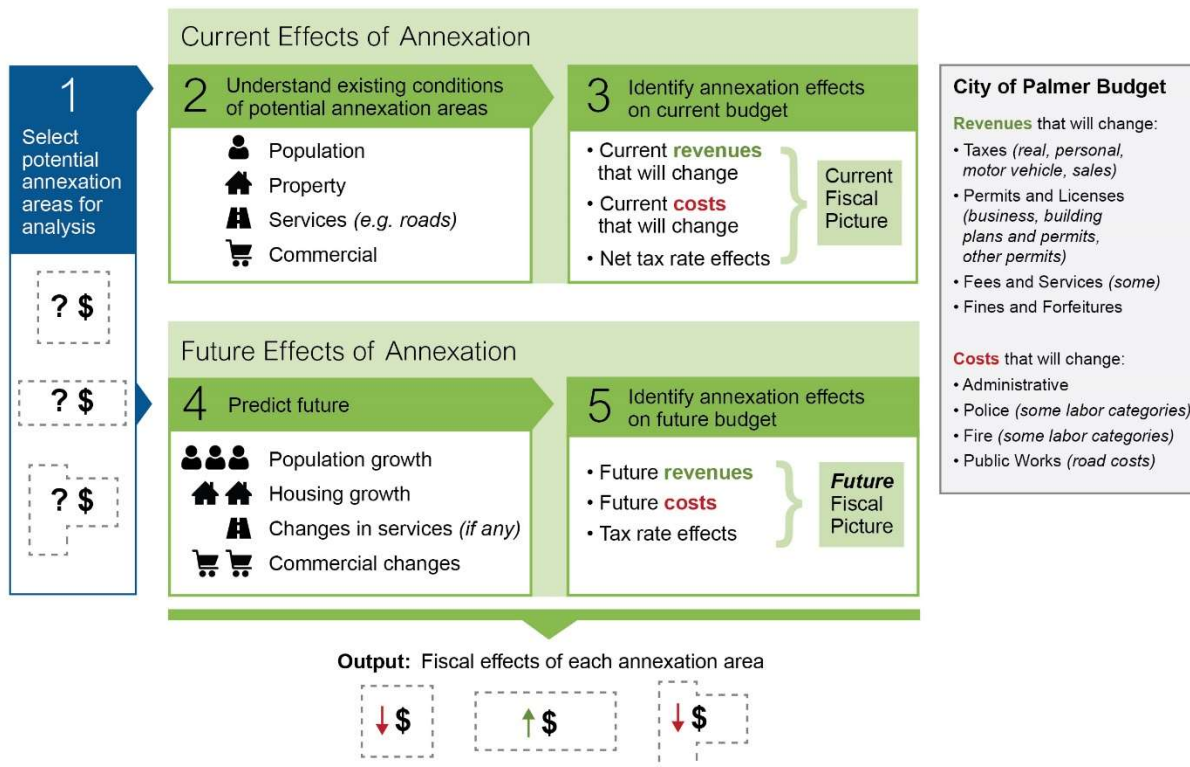 Current Effects of Annexation
1
Select
potential
annexation
areas for
analysis
? $
? $
? $
2 Understand existing conditions
of potential annexation areas
Population
Property
Services (e.g. roads)
Commercial
3 Identify annexation effects
on current budget
• Current revenues
that will change
• Current costs
that will change
• Net tax rate effects
Current
Fiscal
Picture
Future Effects of Annexation
4 Predict future
Population growth
Housing growth
Changes in services (if any)
Commercial changes
5 Identify annexation effects
on future budget
• Future revenues
• Future costs
• Tax rate effects
Future
Fiscal
Picture
City of Palmer Budget
Revenues that will change:
• Taxes (real, personal,
motor vehicle, sales)
• Permits and Licenses
(business, building
plans and permits,
other permits)
• Fees and Services (some)
• Fines and Forfeitures
Costs that will change:
• Administrative
• Police (some labor categories)
• Fire (some labor categories)
• Public Works (road costs)
Output: Fiscal effects of each annexation area
↓ $
↑ $
↓ $